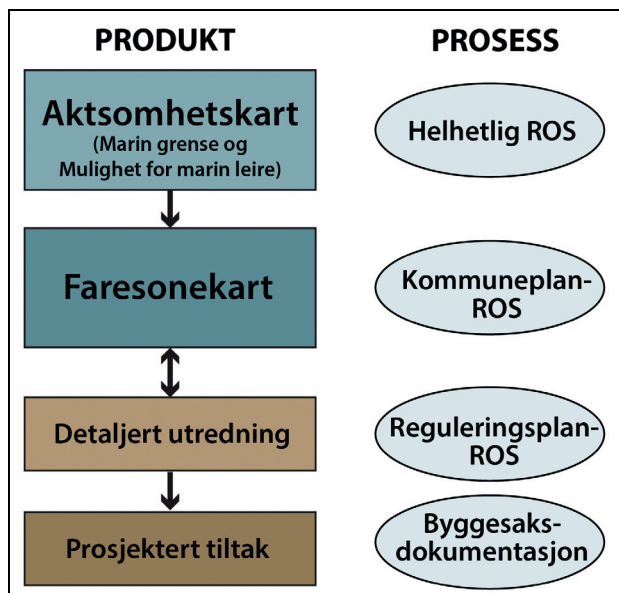 PRODUKT
PROSESS
Aktsomhetskart
(Marin grense og
Mulighet for marin leire)
Helhetlig ROS
Faresonekart
Kommuneplan-
ROS
Detaljert utredning
Reguleringsplan-
ROS
Prosjektert tiltak
Byggesaks-
dokumentasjon